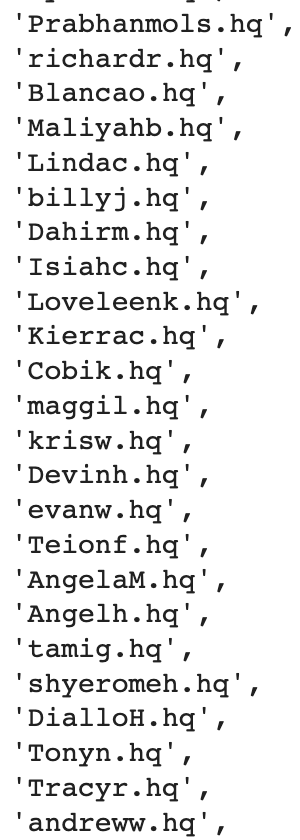 'Prabhanmols.hq',
'richardr.hq',
'Blancao.hq',
'Maliyahb.hq',
'Lindac.hq',
'billyj.hq',
'Dahirm.hq',
'Isiahc.hq',
'Loveleenk.hq',
'Kierrac.hq',
'Cobik.hq',
'maggil.hq',
'krisw.hq',
'Devinh.hq',
'evanw.hq',
'Teionf.hq',
'AngelaM.hq',
'Angelh.hq',
'tamig.hq',
'shyeromeh.hq',
'DialloH.hq',
'Tonyn.hq',
'Tracyr.hq',
'andreww.hq',